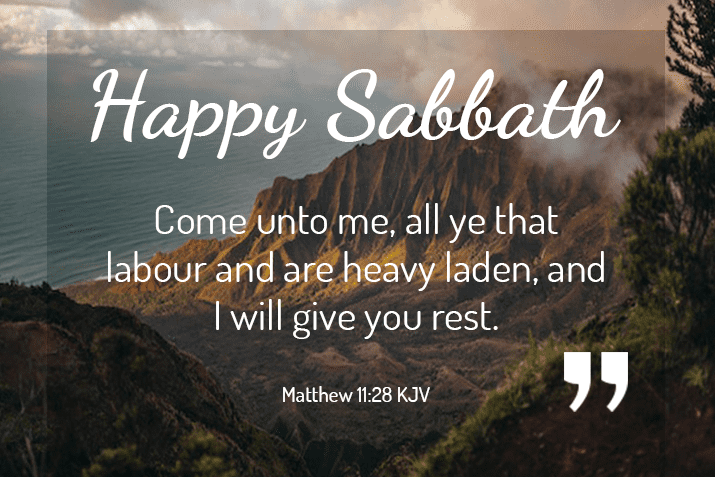 Happy Sabbath
Come unto me, all ye that
labour and are heavy laden, and
I will give you rest.
Matthew 11:28 KJV
”